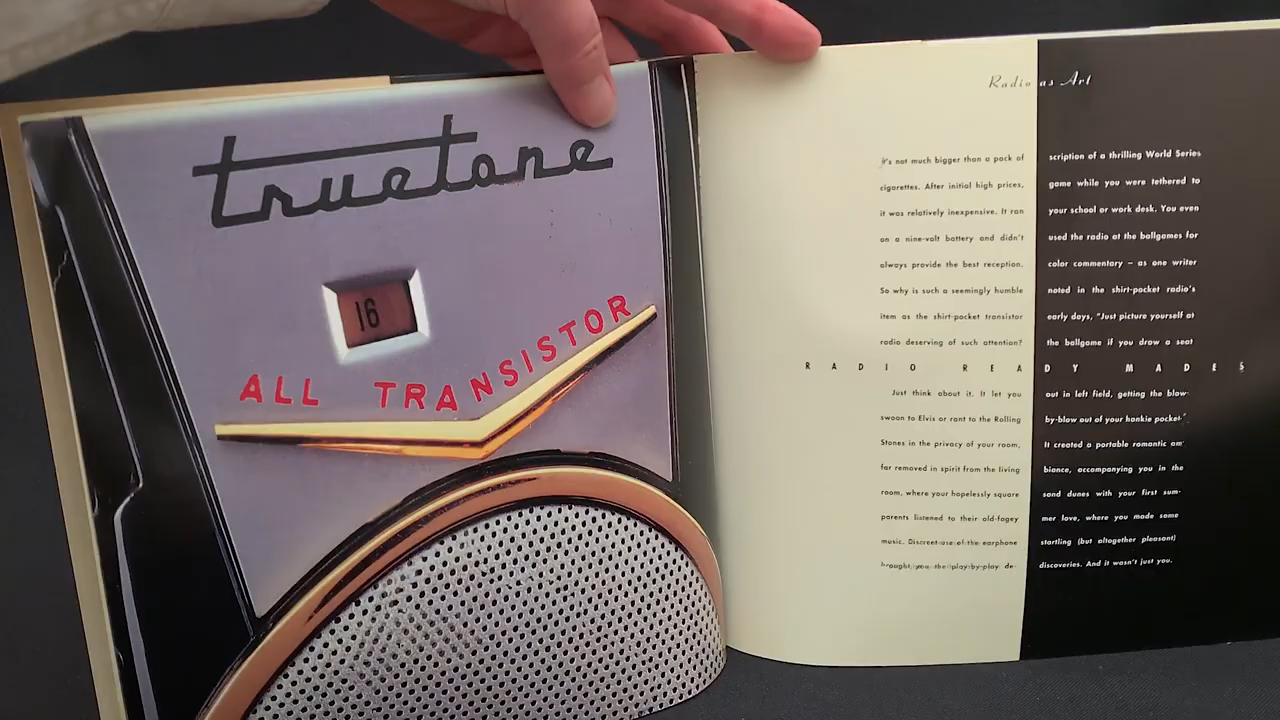 truetone
16
ALL TRANSISTOR
Radio as Art
It's not much bigger than a pack of
cigarettes. After initial high prices,
it was relatively inexpensive. It ran
on a nine-volt battery and didn't
always provide the best reception.
So why is such a seemingly humble
item as the shirt-pocket transistor
radio deserving of such attention?
RADIO READY MADES
Just think about it. It let you
swoon to Elvis or rant to the Rolling
Stones in the privacy of your room,
far removed in spirit from the living
room, where your hopelessly square
parents listened to their old-fogey
music. Discreet use of the earphone
brought you the play-by-play de-
scription of a thrilling World Series
game while you were tethered to
your school or work desk. You even
used the radio at the ballgames for
color commentary – as one writer
noted in the shirt-pocket radio's
early days, "Just picture yourself at
the ballgame if you draw a seat
out in left field, getting the blow-
by-blow out of your hankie pocket."
It created a portable romantic am-
biance, accompanying you in the
sand dunes with your first sum-
mer love, where you made some
startling (but altogether pleasant)
discoveries. And it wasn't just you.